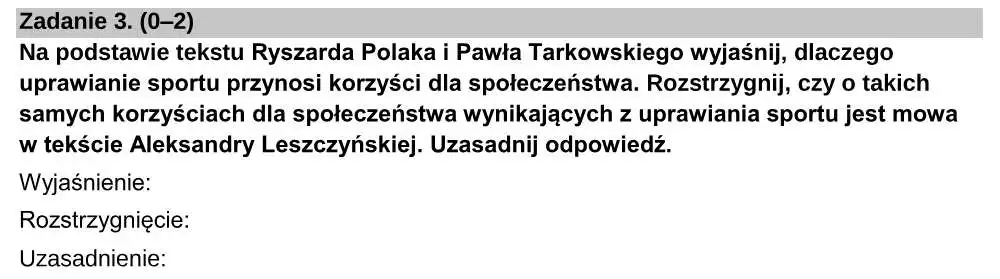 Zadanie 3. (0–2)
Na podstawie tekstu Ryszarda Polaka i Pawła Tarkowskiego wyjaśnij, dlaczego
uprawianie sportu przynosi korzyści dla społeczeństwa. Rozstrzygnij, czy o takich
samych korzyściach dla społeczeństwa wynikających z uprawiania sportu jest mowa
w tekście Aleksandry Leszczyńskiej. Uzasadnij odpowiedź.
Wyjaśnienie:
Rozstrzygnięcie:
Uzasadnienie: